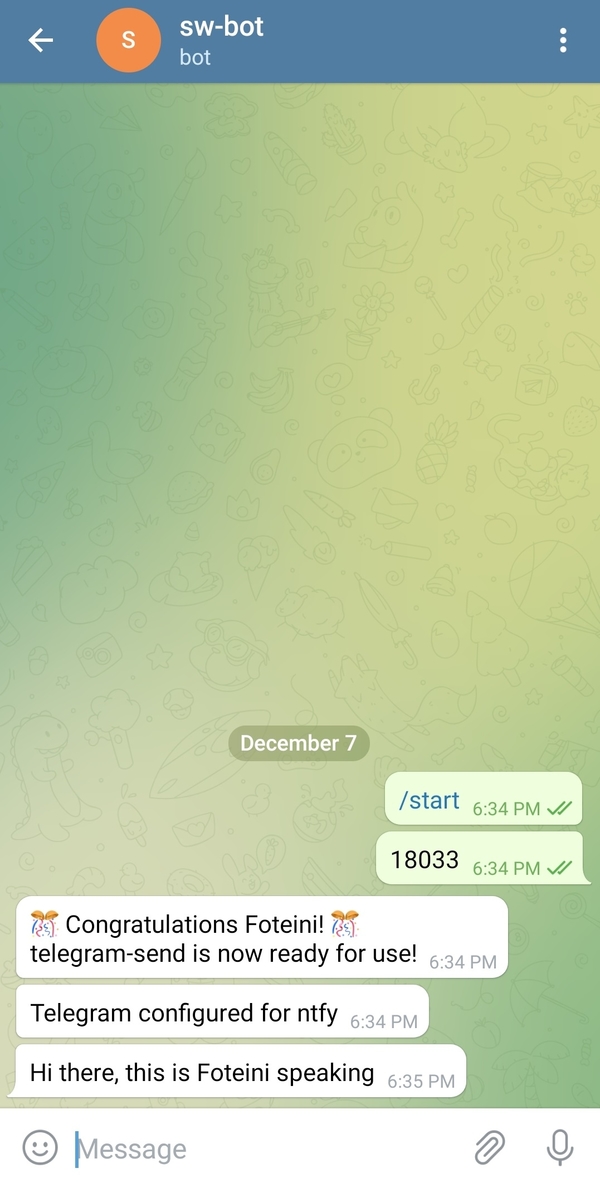 S
sw-bot
bot
December 7
/start 6:34 PM
18033 6:34 PM
🎊 Congratulations Foteini! 🎊
telegram-send is now ready for use! 6:34 PM
Telegram configured for ntfy 6:34 PM
Hi there, this is Foteini speaking 6:35 PM
Message